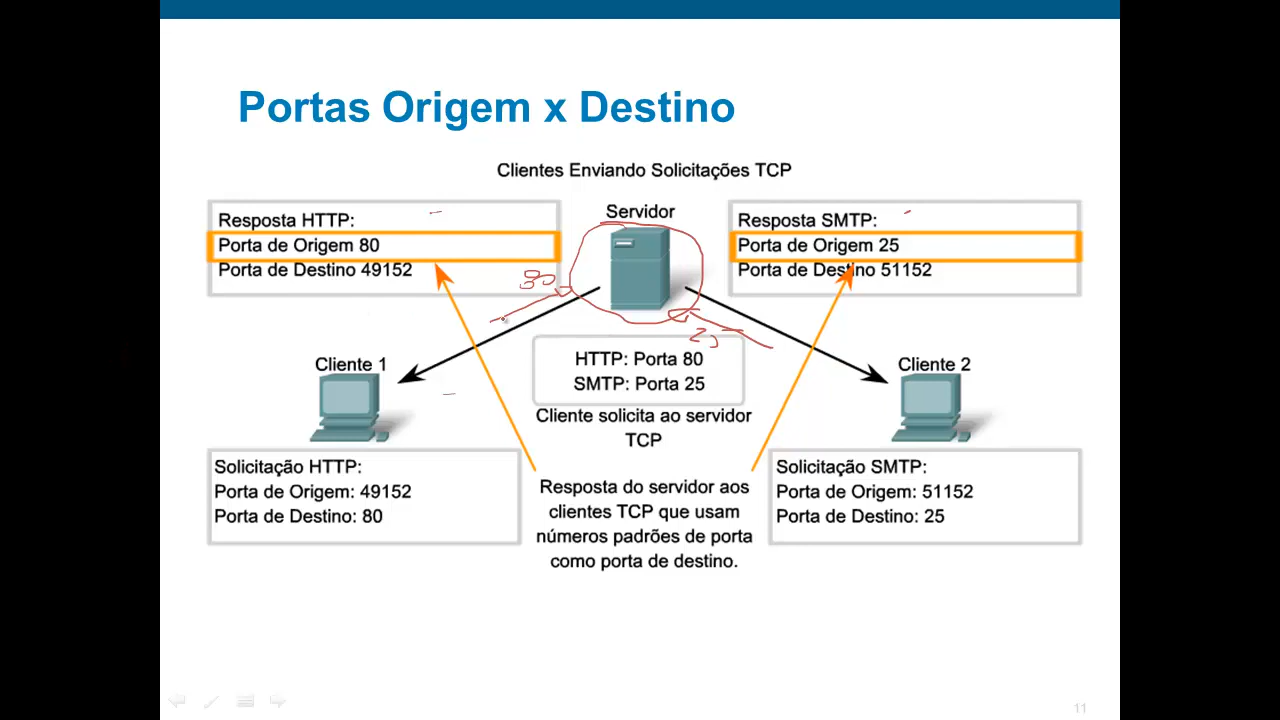 Portas Origem x Destino
Clientes Enviando Solicitações TCP
Resposta HTTP:
Porta de Origem 80
Porta de Destino 49152
Servidor
80
Resposta SMTP:
Porta de Origem 25
Porta de Destino 51152
25
HTTP: Porta 80
SMTP: Porta 25
Cliente 1
Cliente 2
Cliente solicita ao servidor
TCP
Solicitação HTTP:
Porta de Origem: 49152
Porta de Destino: 80
Resposta do servidor aos
clientes TCP que usam
números padrões de porta
como porta de destino.
Solicitação SMTP:
Porta de Origem: 51152
Porta de Destino: 25
11